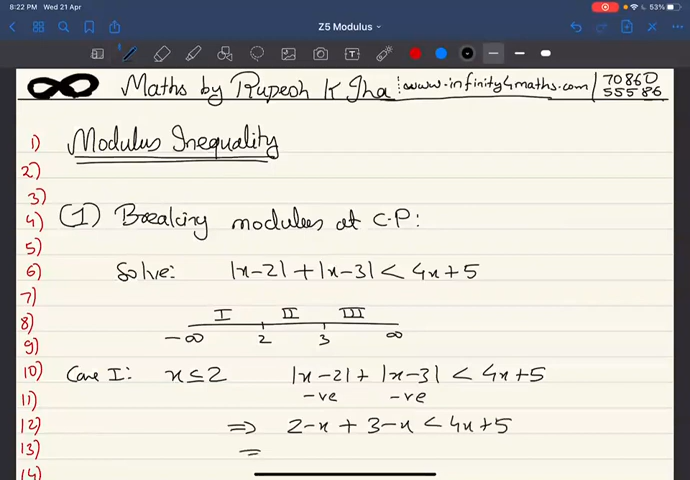 8:22 PM Wed 21 Apr 53%
Z5 Modulus
Maths by Rupesh K Jha www.infinity4maths.com 70860 55586
1) Modulus Inequality
2)
3)
4) (1) Breaking modulus at C.P:
5)
6) Solve: |x-2| + |x-3| < 4x+5
7)
8) I II III
-∞ 2 3 ∞
9)
10) Case I: x ≤ 2 |x-2| + |x-3| < 4x+5
11) -ve -ve
12) ⇒ 2-x + 3-x < 4x+5
13) =
14)